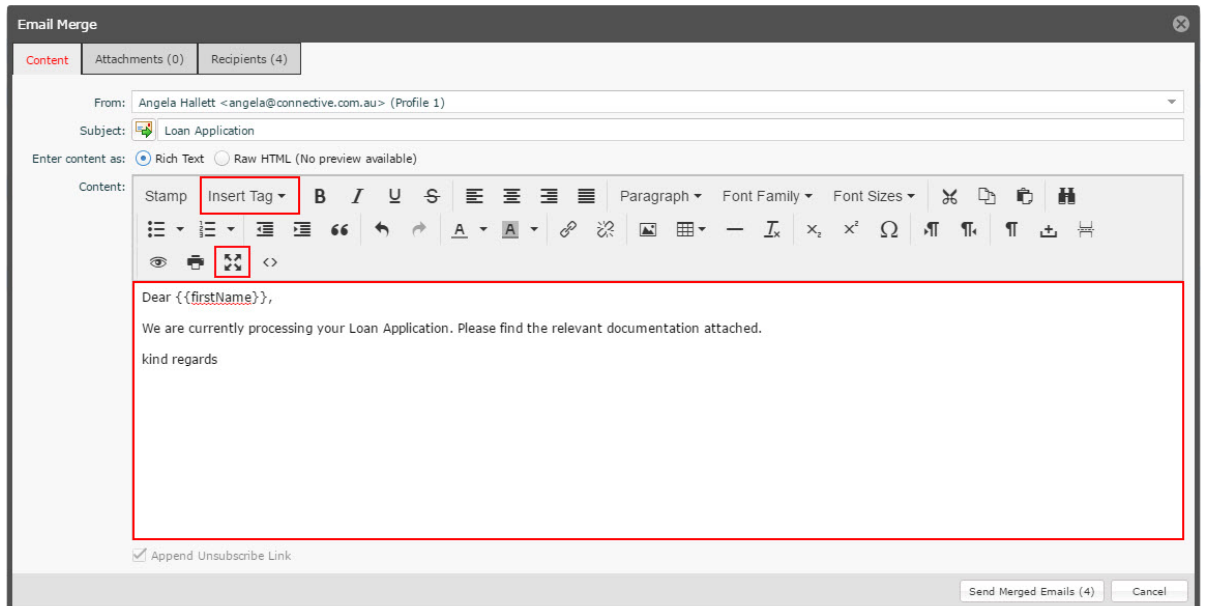 Email Merge
Content Attachments (0) Recipients (4)
From: Angela Hallett <angela@connective.com.au> (Profile 1)
Subject: Loan Application
Enter content as: Rich Text Raw HTML (No preview available)
Content: Stamp Insert Tag B I U S Paragraph Font Family Font Sizes
A A Ix x₂ x² Ω ¶ ¶ ¶
<>
Dear {{firstName}},
We are currently processing your Loan Application. Please find the relevant documentation attached.
kind regards
Append Unsubscribe Link
Send Merged Emails (4) Cancel